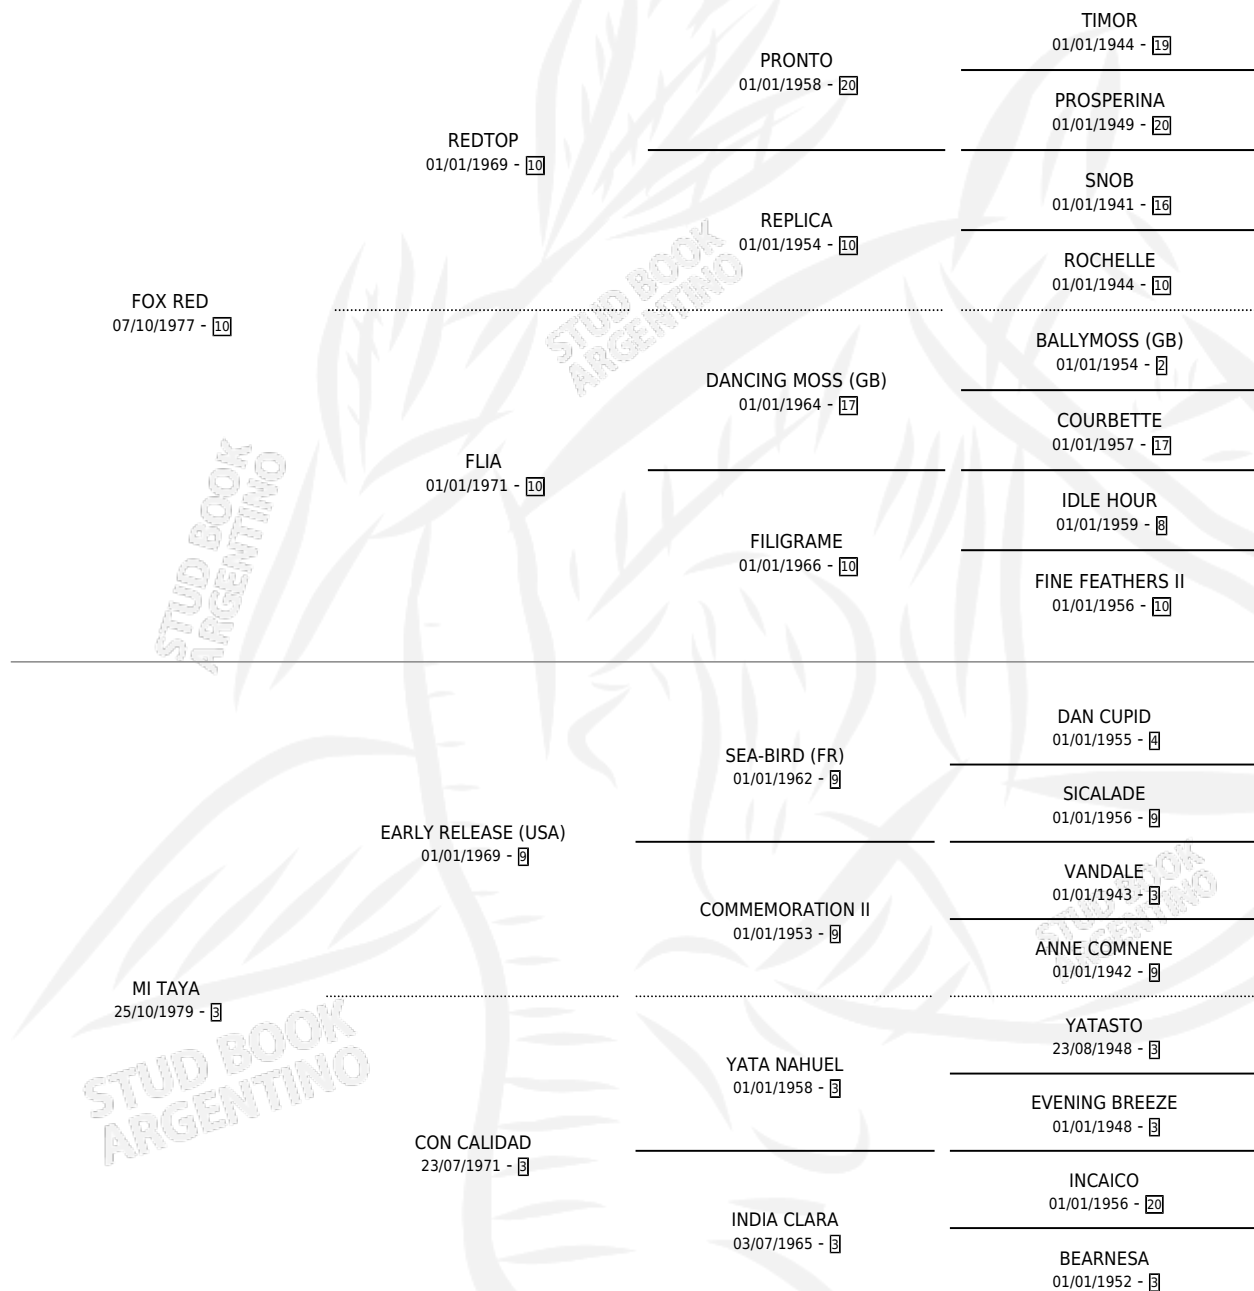 TIMOR
01/01/1944 - 19
PRONTO
01/01/1958 - 20
PROSPERINA
01/01/1949 - 20
REDTOP
01/01/1969 - 10
SNOB
01/01/1941 - 16
REPLICA
01/01/1954 - 10
ROCHELLE
01/01/1944 - 10
FOX RED
07/10/1977 - 10
BALLYMOSS (GB)
01/01/1954 - 2
DANCING MOSS (GB)
01/01/1964 - 17
COURBETTE
01/01/1957 - 17
FLIA
01/01/1971 - 10
IDLE HOUR
01/01/1959 - 8
FILIGRAME
01/01/1966 - 10
FINE FEATHERS II
01/01/1956 - 10
DAN CUPID
01/01/1955 - 4
SEA-BIRD (FR)
01/01/1962 - 9
SICALADE
01/01/1956 - 9
EARLY RELEASE (USA)
01/01/1969 - 9
VANDALE
01/01/1943 - 3
COMMEMORATION II
01/01/1953 - 9
ANNE COMNENE
01/01/1942 - 9
MI TAYA
25/10/1979 - 3
YATASTO
23/08/1948 - 3
YATA NAHUEL
01/01/1958 - 3
EVENING BREEZE
01/01/1948 - 3
CON CALIDAD
23/07/1971 - 3
INCAICO
01/01/1956 - 20
INDIA CLARA
03/07/1965 - 3
BEARNESA
01/01/1952 - 3
STUD BOOK
ARGENTINO
STUD BOOK
ARGENTINO
STUD BOOK
ARGENTINO
STUD BOOK
ARGENTINO